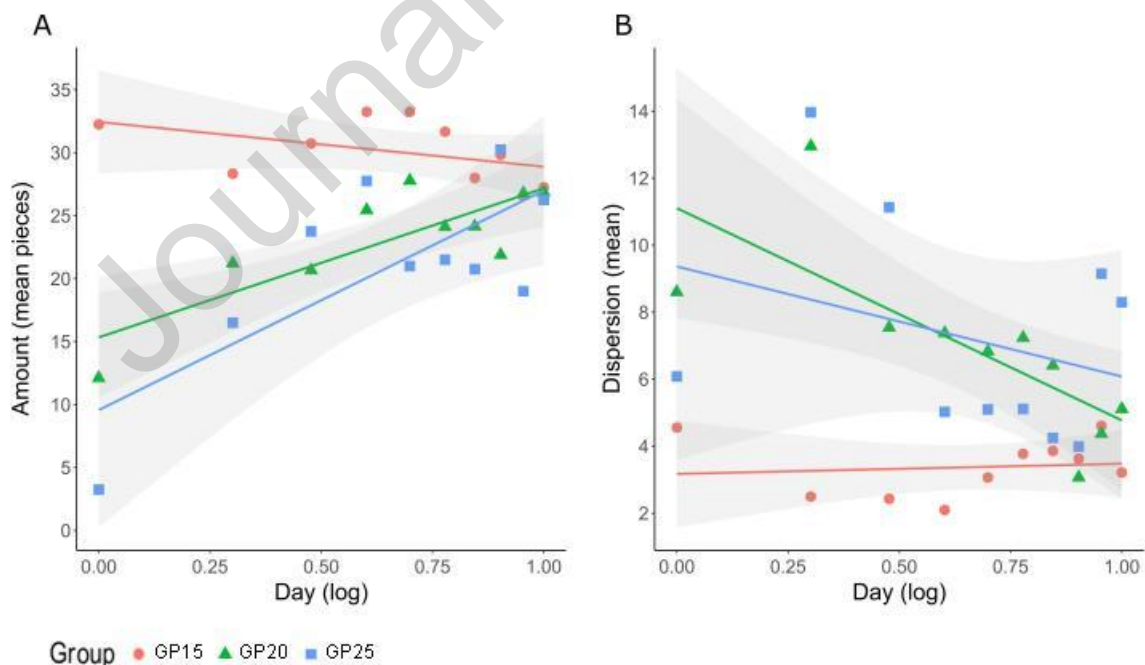 A
B
Journal
Amount (mean pieces)
35
30
25
20
15
10
5
0
0.00 0.25 0.50 0.75 1.00
Day (log)
Dispersion (mean)
14
12
10
8
6
4
2
0.00 0.25 0.50 0.75 1.00
Day (log)
Group GP15 GP20 GP25